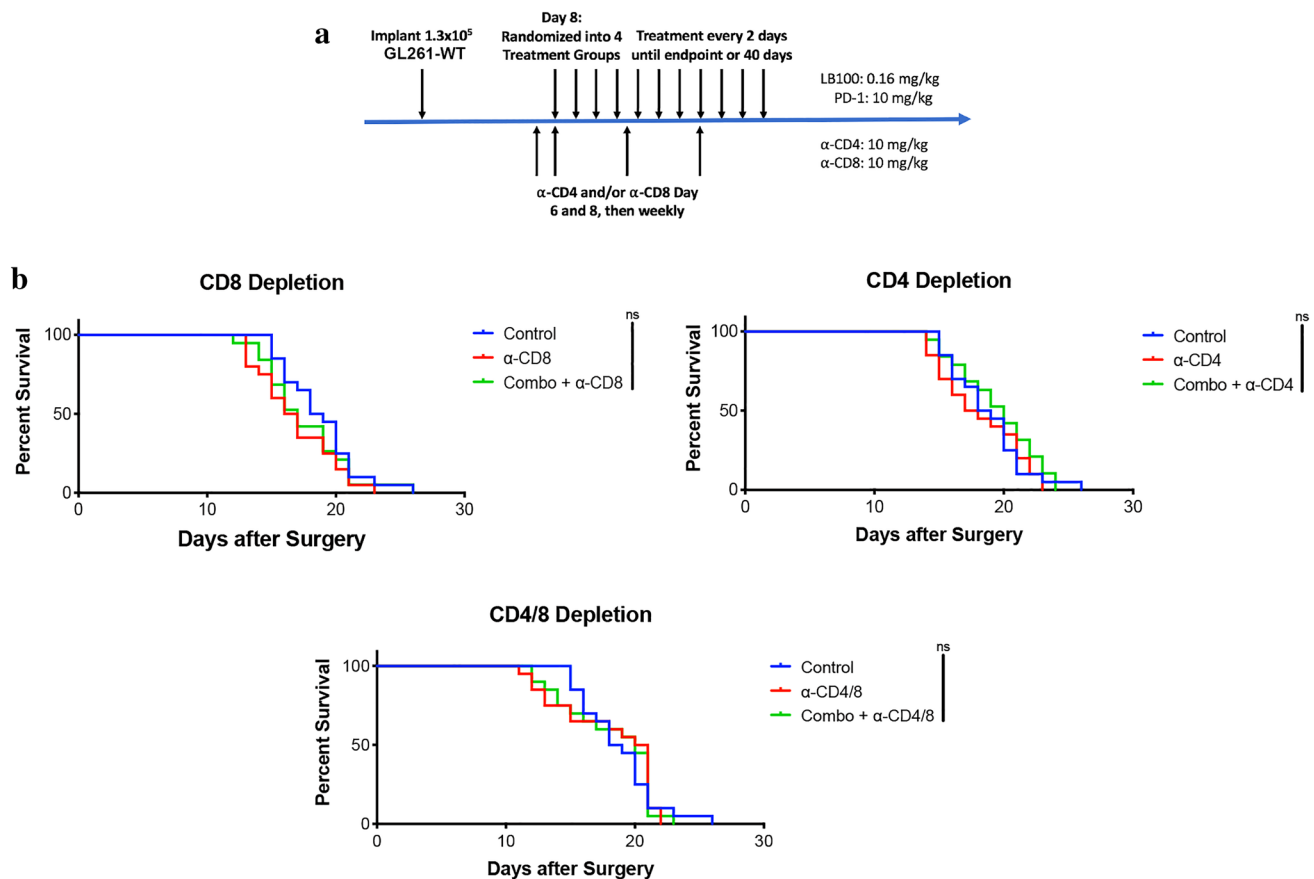 a
Implant 1.3x10⁵
GL261-WT
Day 8:
Randomized into 4
Treatment Groups
Treatment every 2 days
until endpoint or 40 days
LB100: 0.16 mg/kg
PD-1: 10 mg/kg
α-CD4: 10 mg/kg
α-CD8: 10 mg/kg
α-CD4 and/or α-CD8 Day
6 and 8, then weekly
b
CD8 Depletion
Percent Survival
100
50
0
0 10 20 30
Days after Surgery
Control
α-CD8
Combo + α-CD8
ns
CD4 Depletion
Percent Survival
100
50
0
0 10 20 30
Days after Surgery
Control
α-CD4
Combo + α-CD4
ns
CD4/8 Depletion
Percent Survival
100
50
0
0 10 20 30
Days after Surgery
Control
α-CD4/8
Combo + α-CD4/8
ns